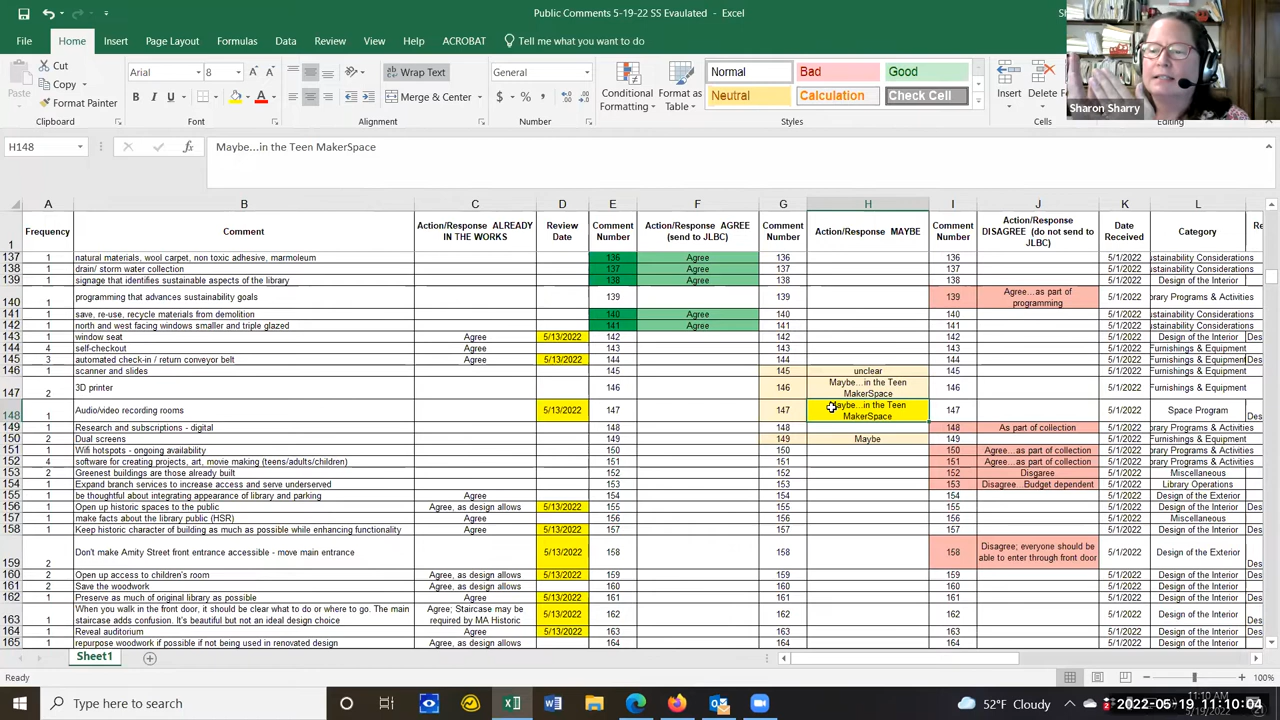 Public Comments 5-19-22 SS Evaulated - Excel
File Home Insert Page Layout Formulas Data Review View Help ACROBAT Tell me what you want to do
Sharon Sharry
Cut
Copy
Format Painter
Paste
Arial 8
Wrap Text
Merge & Center
General
Conditional Formatting
Format as Table
Normal Bad Good
Neutral Calculation Check Cell
Insert Delete
Clipboard Font Alignment Number Styles Cells Editing
H148 Maybe...in the Teen MakerSpace
A B C D E F G H I J K L
1 Frequency Comment Action/Response ALREADY IN THE WORKS Review Date Comment Number Action/Response AGREE (send to JLBC) Comment Number Action/Response MAYBE Comment Number Action/Response DISAGREE (do not send to JLBC) Date Received Category
137 1 natural materials, wool carpet, non toxic adhesive, marmoleum 136 Agree 136 136 5/1/2022 ustainability Considerations
138 1 drain/ storm water collection 137 Agree 137 137 5/1/2022 ustainability Considerations
139 1 signage that identifies sustainable aspects of the library 138 Agree 138 138 5/1/2022 Design of the Interior
140 1 programming that advances sustainability goals 139 139 139 Agree...as part of programming 5/1/2022 brary Programs & Activities
141 1 save, re-use, recycle materials from demolition 140 Agree 140 140 5/1/2022 ustainability Considerations
142 1 north and west facing windows smaller and triple glazed 141 Agree 141 141 5/1/2022 ustainability Considerations
143 1 window seat Agree 5/13/2022 142 142 142 5/1/2022 Design of the Interior
144 4 self-checkout Agree 143 143 143 5/1/2022 Furnishings & Equipment
145 3 automated check-in / return conveyor belt Agree 5/13/2022 144 144 144 5/1/2022 Furnishings & Equipment
146 1 scanner and slides 145 145 unclear 145 5/1/2022 Furnishings & Equipment
147 2 3D printer 146 146 Maybe...in the Teen MakerSpace 146 5/1/2022 Furnishings & Equipment
148 1 Audio/video recording rooms 5/13/2022 147 147 Maybe...in the Teen MakerSpace 147 5/1/2022 Space Program
149 1 Research and subscriptions - digital 148 148 148 As part of collection 5/1/2022 brary Programs & Activities
150 2 Dual screens 149 149 Maybe 149 5/1/2022 Furnishings & Equipment
151 1 Wifi hotspots - ongoing availability 150 150 150 Agree...as part of collection 5/1/2022 brary Programs & Activities
152 4 software for creating projects, art, movie making (teens/adults/children) 151 151 151 Agree...as part of collection 5/1/2022 brary Programs & Activities
153 2 Greenest buildings are those already built 152 152 152 Disgaree 5/1/2022 Miscellaneous
154 1 Expand branch services to increase access and serve underserved 153 153 153 Disagree...Budget dependent 5/1/2022 Library Operations
155 1 be thoughtful about integrating appearance of library and parking Agree 154 154 154 5/1/2022 Design of the Exterior
156 1 Open up historic spaces to the public Agree, as design allows 5/13/2022 155 155 155 5/1/2022 Design of the Interior
157 1 make facts about the library public (HSR) Agree 156 156 156 5/1/2022 Miscellaneous
158 1 Keep historic character of building as much as possible while enhancing functionality Agree 5/13/2022 157 157 157 5/1/2022 Design of the Interior
159 2 Don't make Amity Street front entrance accessible - move main entrance 5/13/2022 158 158 158 Disagree; everyone should be able to enter through front door 5/1/2022 Design of the Exterior
160 2 Open up access to children's room Agree, as design allows 5/13/2022 159 159 159 5/1/2022 Design of the Interior
161 2 Save the woodwork Agree, as design allows 160 160 160 5/1/2022 Design of the Interior
162 1 Preserve as much of original library as possible Agree 5/13/2022 161 161 161 5/1/2022 Design of the Interior
163 1 When you walk in the front door, it should be clear what to do or where to go. The main staircase adds confusion. It's beautiful but not an ideal design choice Agree; Staircase may be required by MA Historic 5/13/2022 162 162 162 5/1/2022 Design of the Interior
164 1 Reveal auditorium Agree 5/13/2022 163 163 163 5/1/2022 Design of the Interior
165 1 repurpose woodwork if possible if not being used in renovated design Agree, as design allows 164 164 164 5/1/2022 Design of the Interior
Sheet1
Ready 100%
Type here to search 52°F Cloudy 2022-05-19 11:10:04